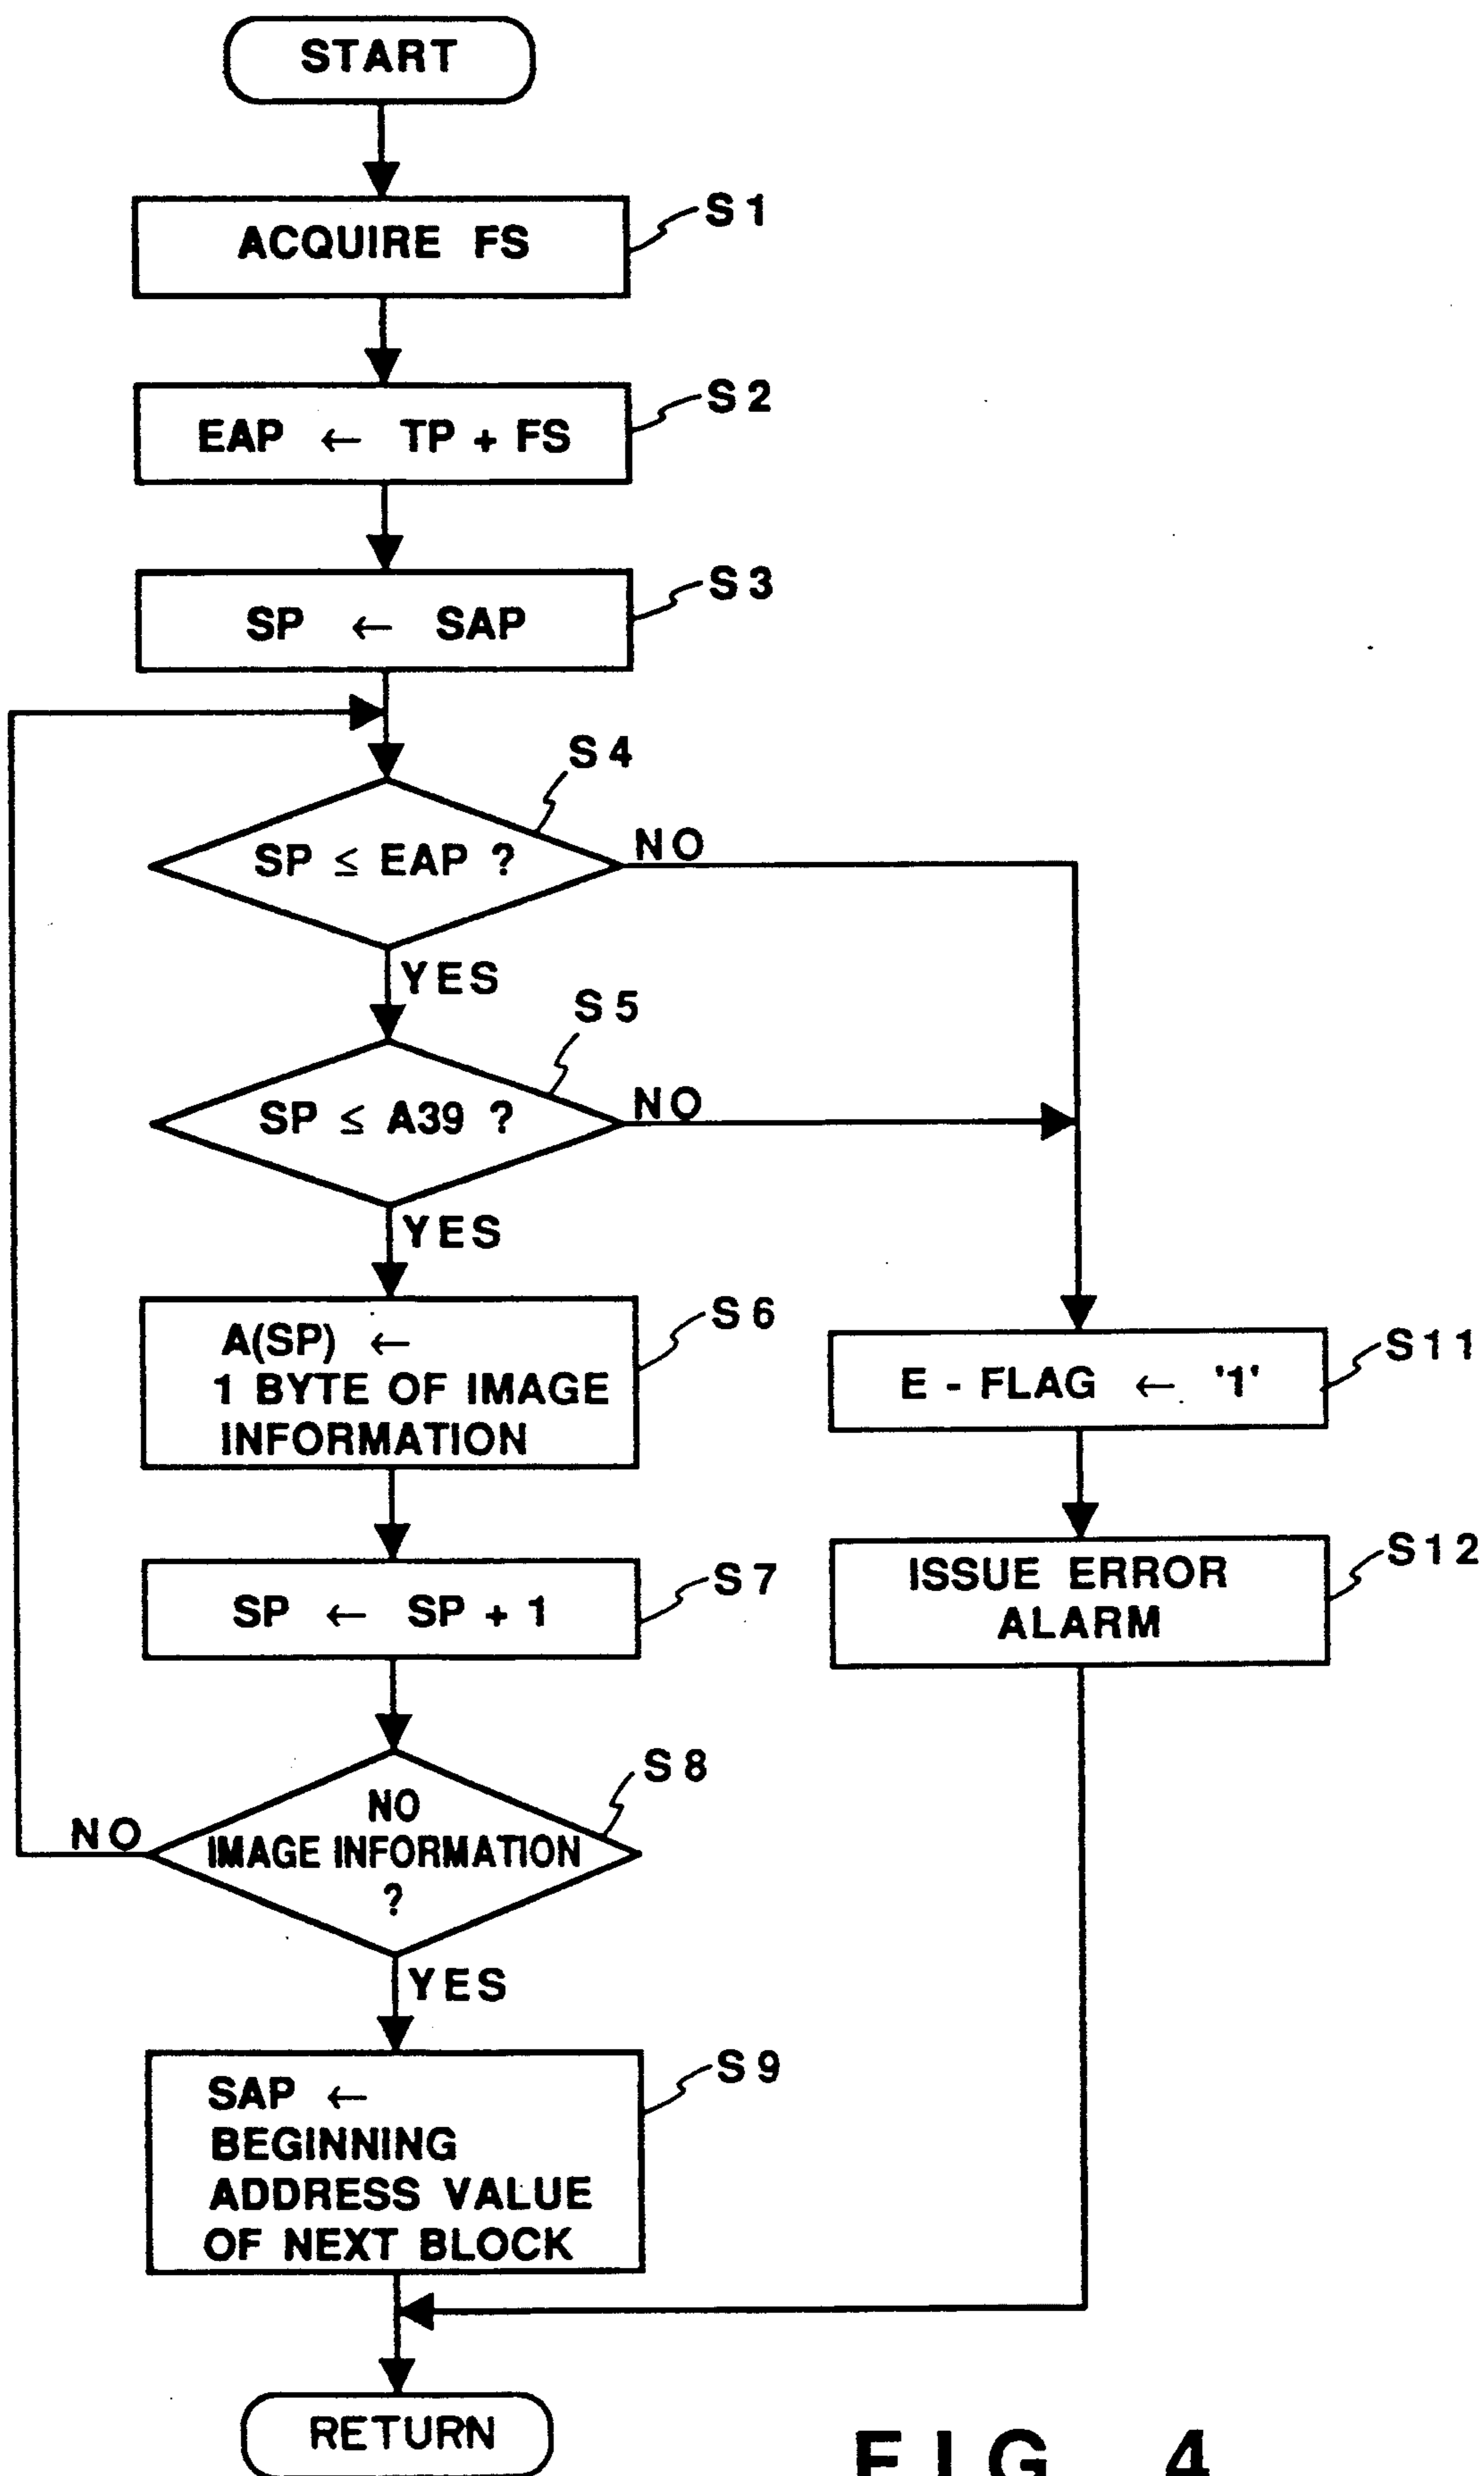 START
ACQUIRE FS
S1
EAP ← TP + FS
S2
SP ← SAP
S3
S4
SP ≤ EAP ?
NO
YES
S5
SP ≤ A39 ?
NO
YES
S6
A(SP) ←
1 BYTE OF IMAGE
INFORMATION
S11
E - FLAG ← '1'
S7
SP ← SP + 1
S12
ISSUE ERROR
ALARM
S8
NO
IMAGE INFORMATION
?
NO
YES
S9
SAP ←
BEGINNING
ADDRESS VALUE
OF NEXT BLOCK
RETURN
FIG 4